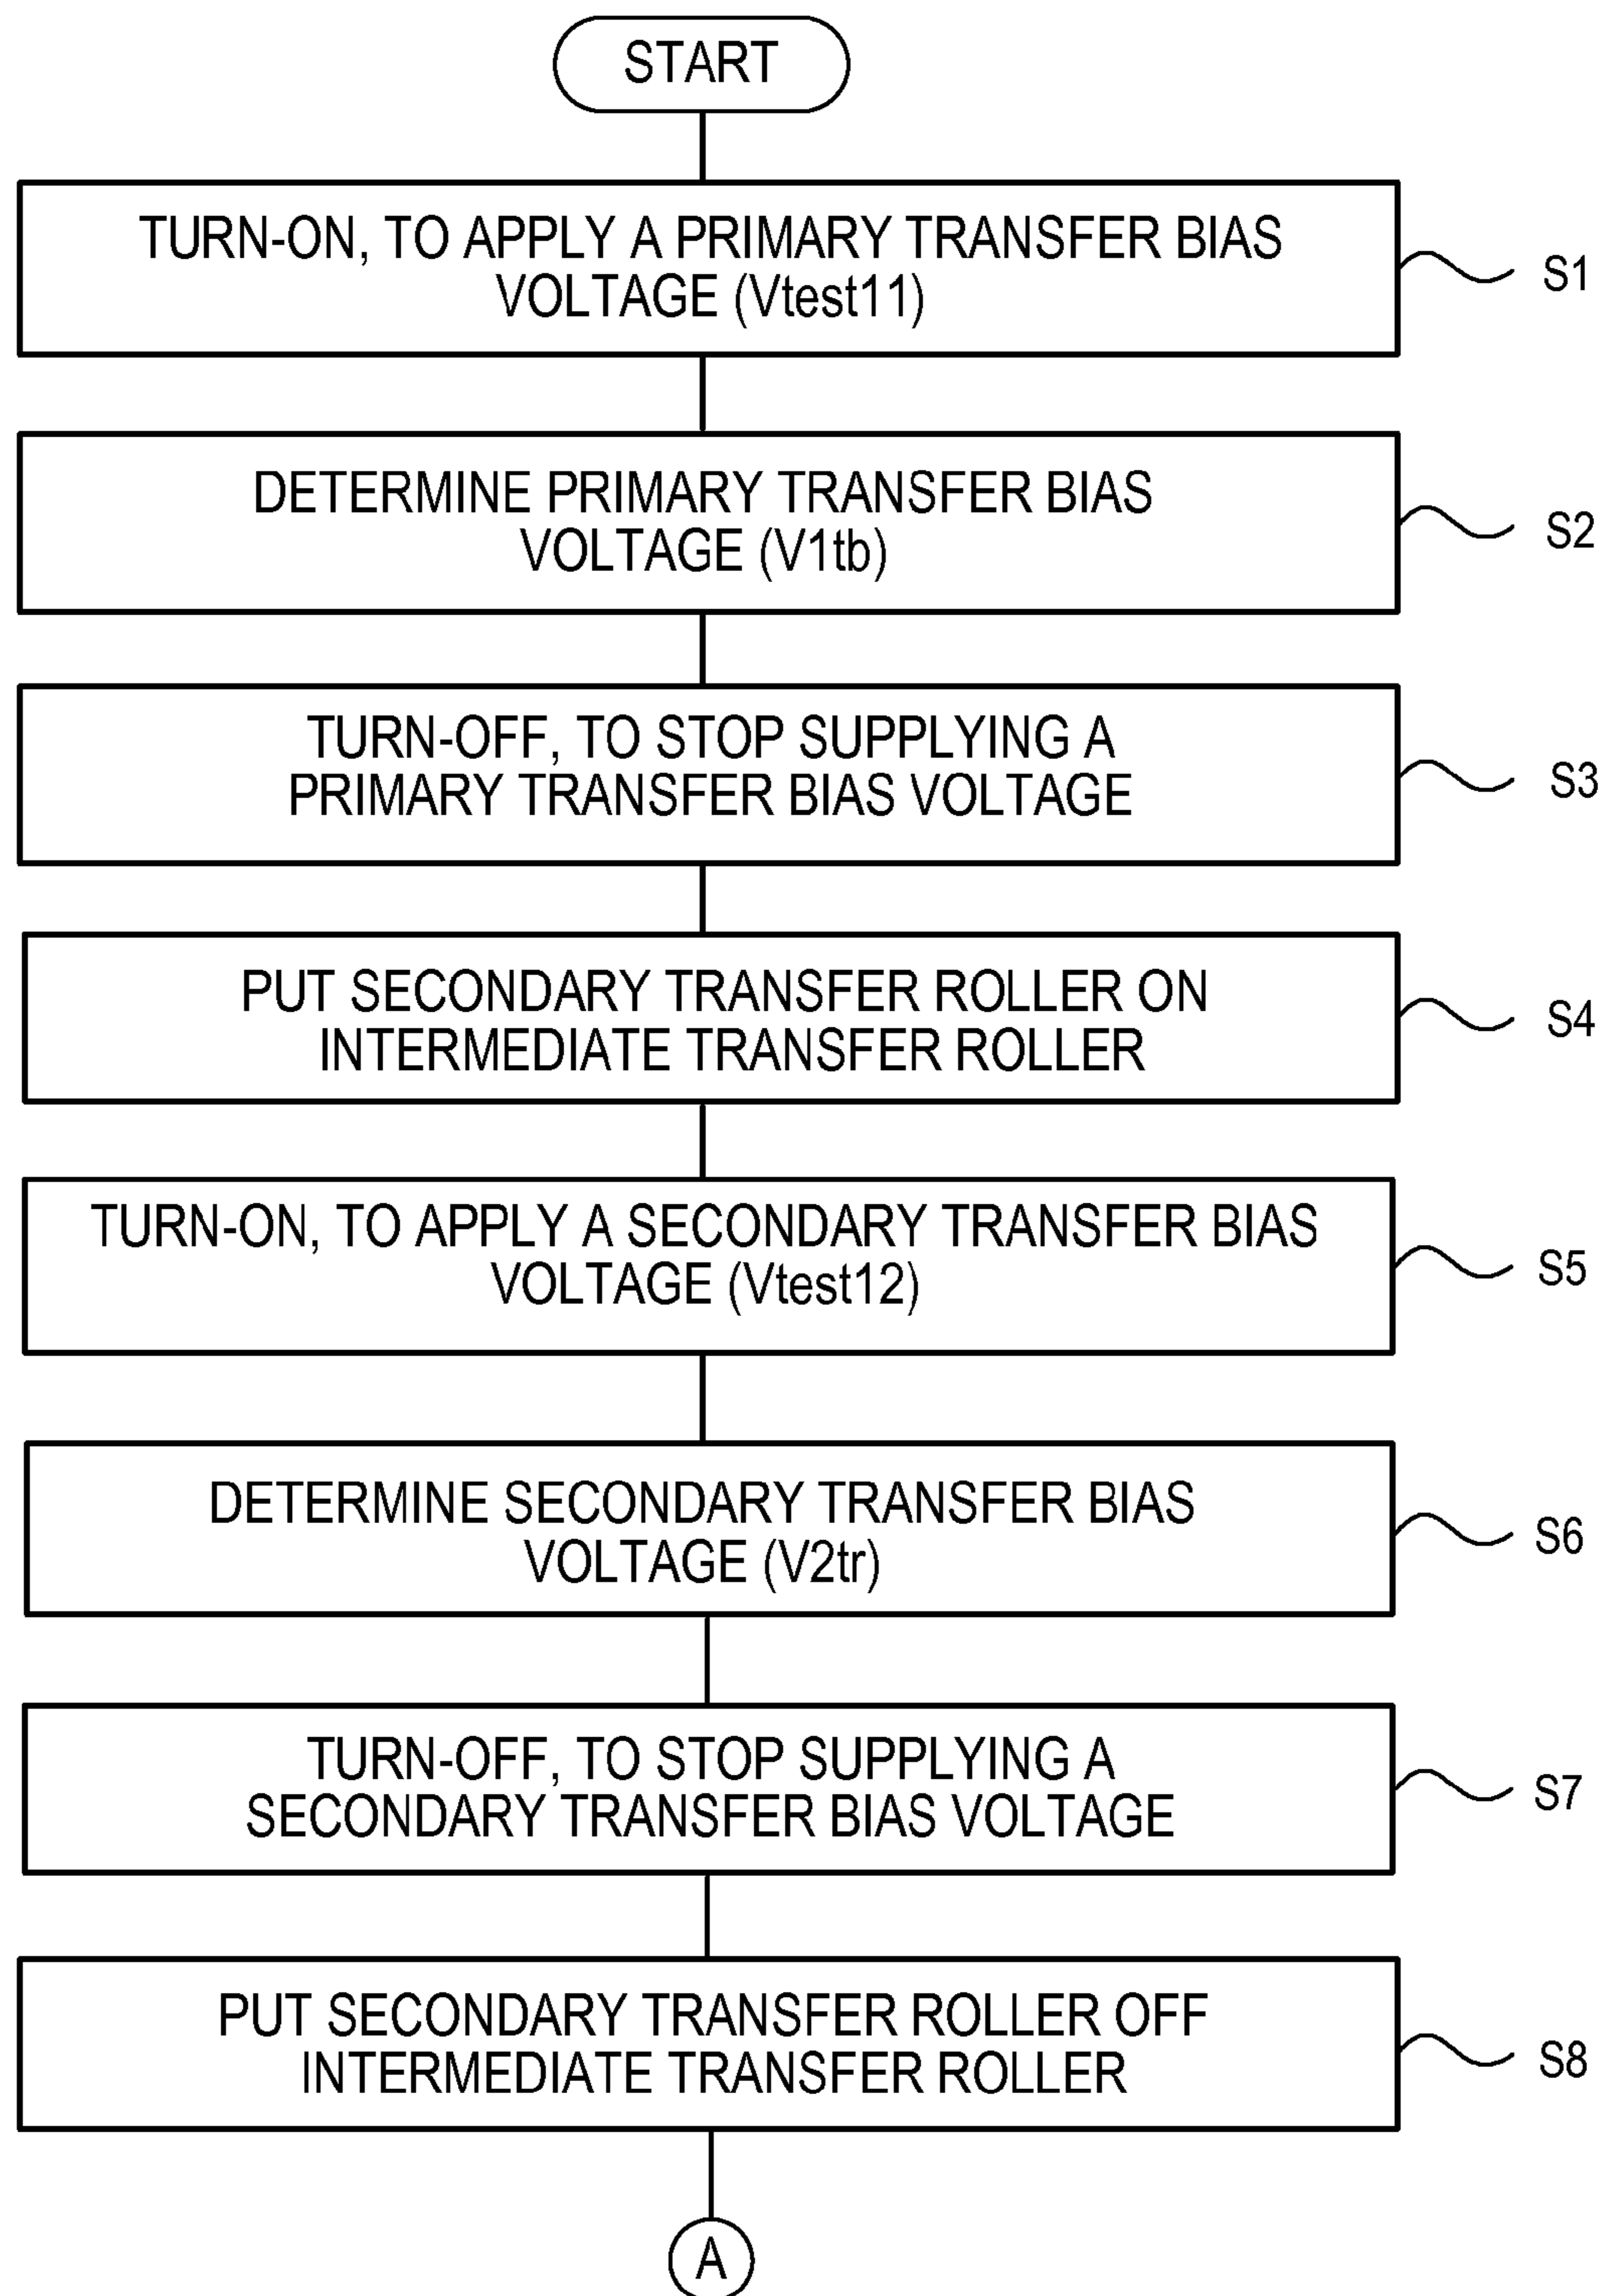 START
TURN-ON, TO APPLY A PRIMARY TRANSFER BIAS
VOLTAGE (Vtest11)
S1
DETERMINE PRIMARY TRANSFER BIAS
VOLTAGE (V1tb)
S2
TURN-OFF, TO STOP SUPPLYING A
PRIMARY TRANSFER BIAS VOLTAGE
S3
PUT SECONDARY TRANSFER ROLLER ON
INTERMEDIATE TRANSFER ROLLER
S4
TURN-ON, TO APPLY A SECONDARY TRANSFER BIAS
VOLTAGE (Vtest12)
S5
DETERMINE SECONDARY TRANSFER BIAS
VOLTAGE (V2tr)
S6
TURN-OFF, TO STOP SUPPLYING A
SECONDARY TRANSFER BIAS VOLTAGE
S7
PUT SECONDARY TRANSFER ROLLER OFF
INTERMEDIATE TRANSFER ROLLER
S8
A